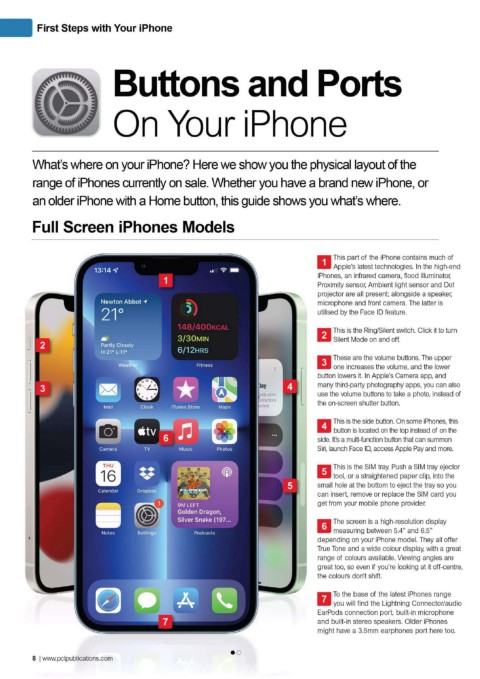 First Steps with Your iPhone
Buttons and Ports
On Your iPhone
What's where on your iPhone? Here we show you the physical layout of the
range of iPhones currently on sale. Whether you have a brand new iPhone, or
an older iPhone with a Home button, this guide shows you what's where.
Full Screen iPhones Models
13:14
1
Newton Abbot
21°
Partly Cloudy
H:21° L:11°
Weather
148/400KCAL
3/30MIN
6/12HRS
Fitness
2
3
4
5
6
7
Mail
Clock
iTunes Store
Maps
Camera
tv
TV
Music
Photos
THU
16
Calendar
Dropbox
9M LEFT
Golden Dragon,
Silver Snake (197...
Podcasts
Notes
1
Settings
1 This part of the iPhone contains much of
Apple's latest technologies. In the high-end
iPhones, an infrared camera, flood illuminator,
Proximity sensor, Ambient light sensor and Dot
projector are all present; alongside a speaker,
microphone and front camera. The latter is
utilised by the Face ID feature.
2 This is the Ring/Silent switch. Click it to turn
Silent Mode on and off.
3 These are the volume buttons. The upper
one increases the volume, and the lower
button lowers it. In Apple's Camera app, and
many third-party photography apps, you can also
use the volume buttons to take a photo, instead of
the on-screen shutter button.
4 This is the side button. On some iPhones, this
button is located on the top instead of on the
side. It's a multi-function button that can summon
Siri, launch Face ID, access Apple Pay and more.
5 This is the SIM tray. Push a SIM tray ejector
tool, or a straightened paper clip, into the
small hole at the bottom to eject the tray so you
can insert, remove or replace the SIM card you
get from your mobile phone provider.
6 The screen is a high-resolution display
measuring between 5.4" and 6.5"
depending on your iPhone model. They all offer
True Tone and a wide colour display, with a great
range of colours available. Viewing angles are
great too, so even if you're looking at it off-centre,
the colours don't shift.
7 To the base of the latest iPhones range
you will find the Lightning Connector/audio
EarPods connection port, built-in microphone
and built-in stereo speakers. Older iPhones
might have a 3.5mm earphones port here too.
8 | www.pclpublications.com